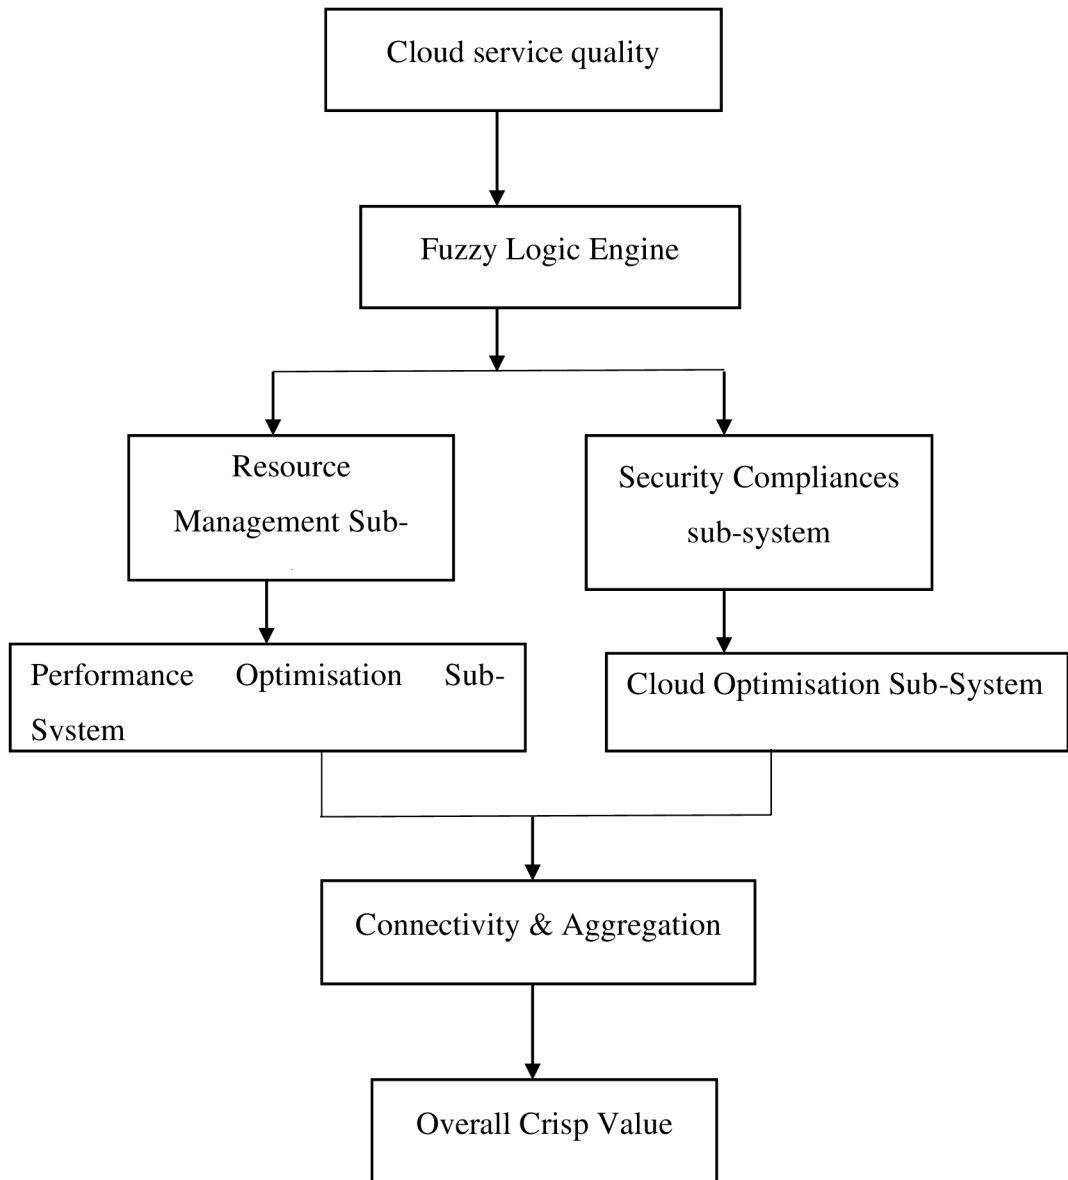 Cloud service quality
Fuzzy Logic Engine
Resource
Management Sub-
Security Compliances
sub-system
Performance Optimisation Sub-
System
Cloud Optimisation Sub-System
Connectivity & Aggregation
Overall Crisp Value